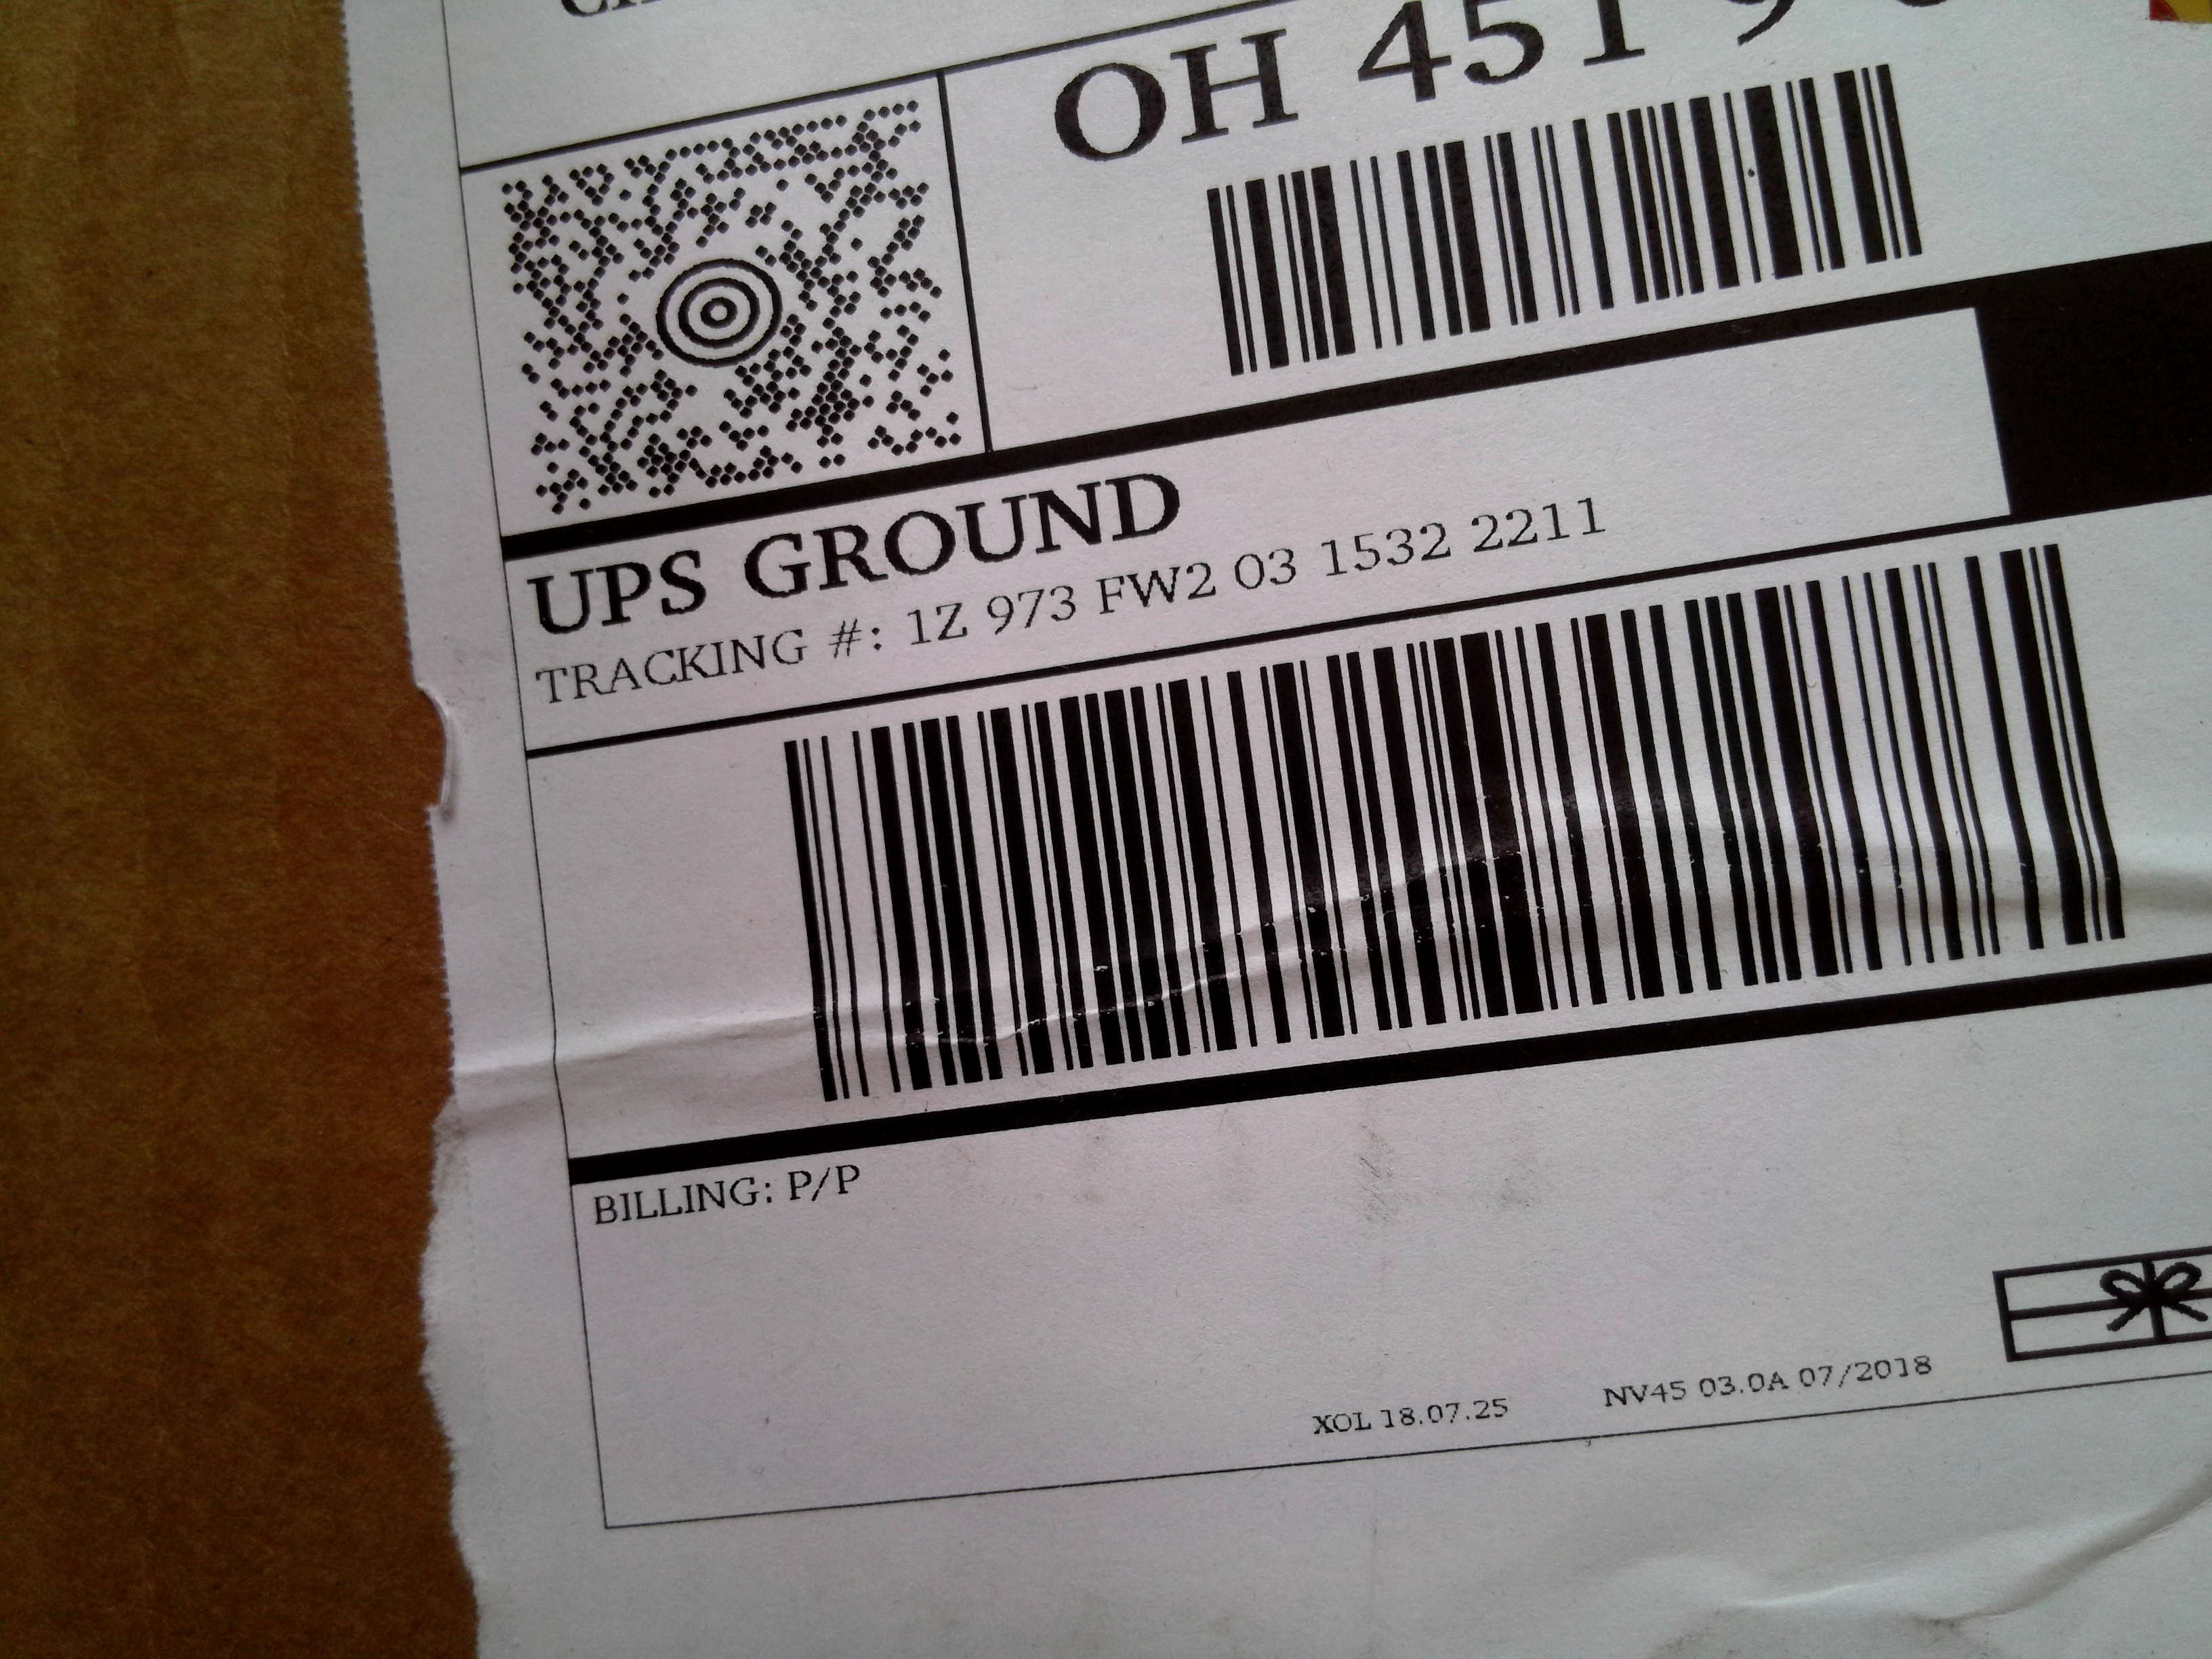 OH 451
UPS GROUND
TRACKING #: 1Z 973 FW2 03 1532 2211
BILLING: P/P
XOL 18.07.25 NV45 03.0A 07/2018